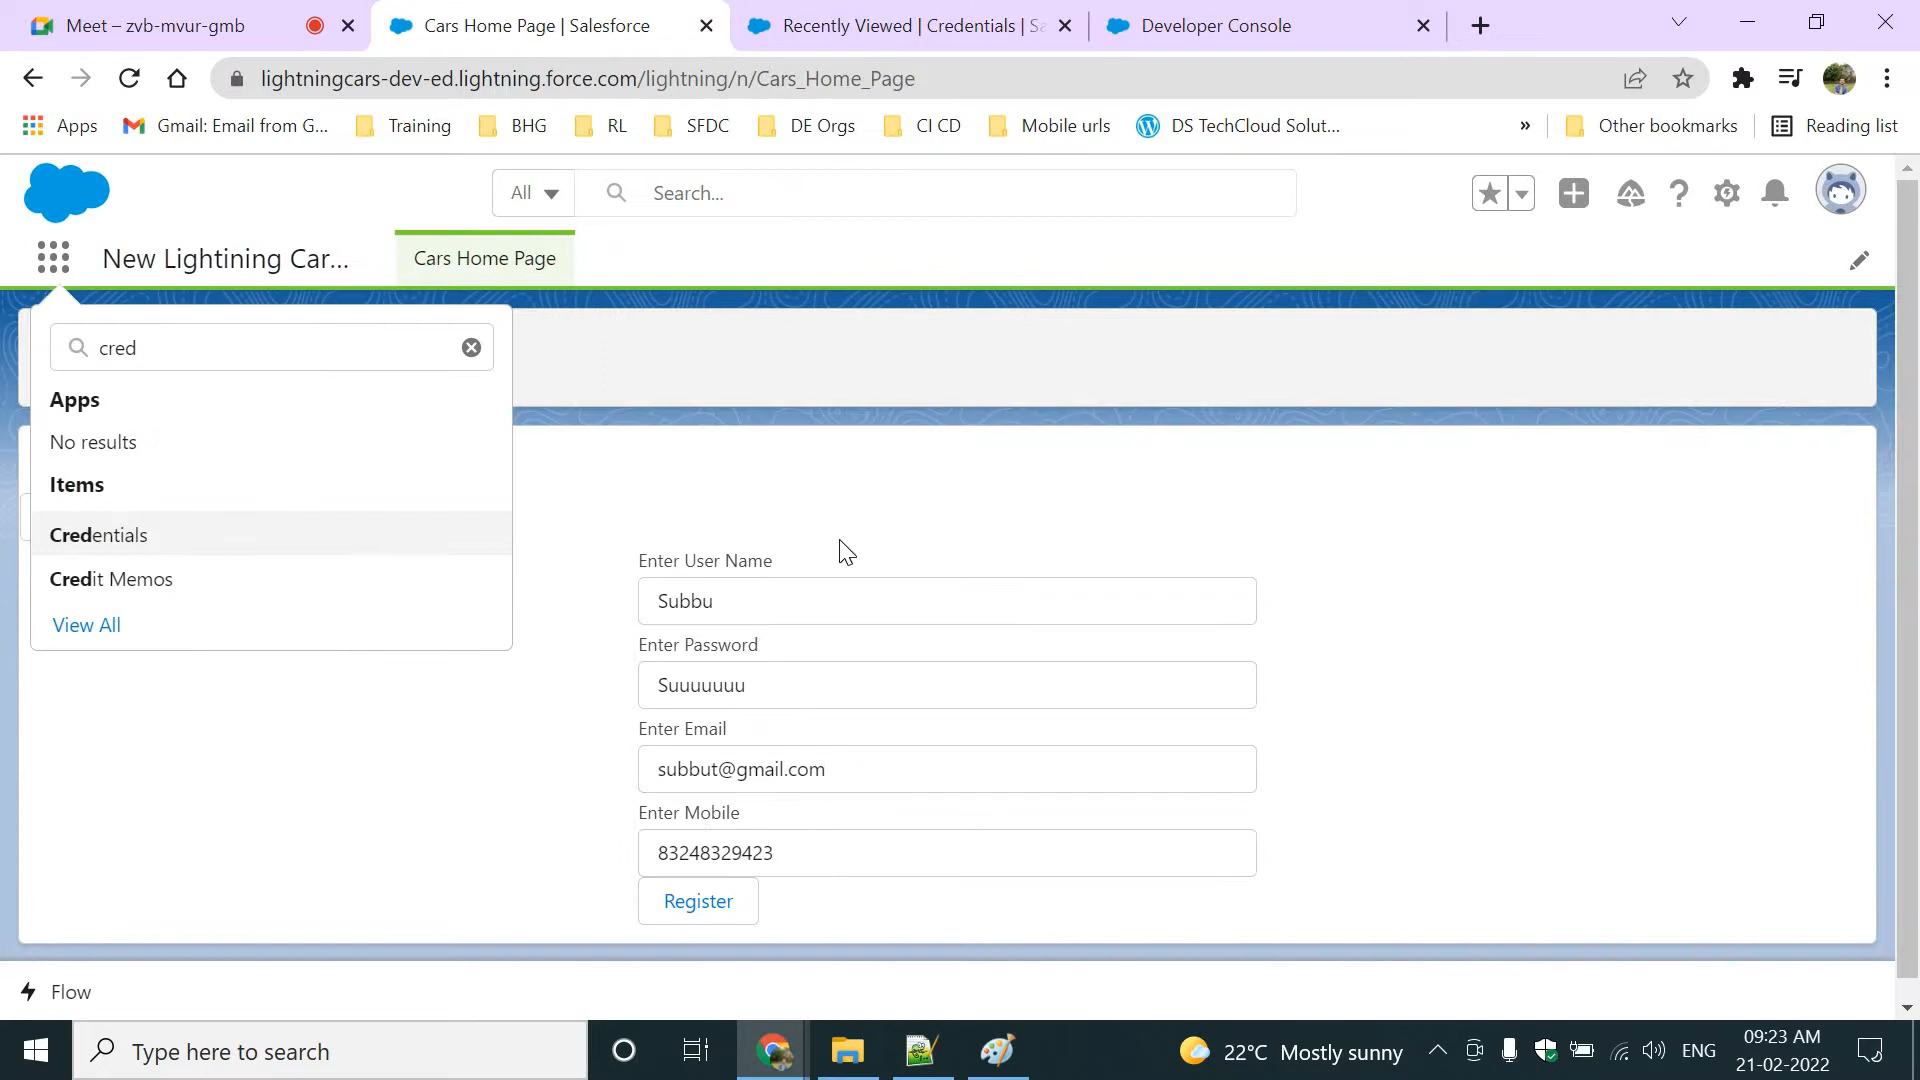 Meet – zvb-mvur-gmb
Cars Home Page | Salesforce
Recently Viewed | Credentials | Sa
Developer Console
lightningcars-dev-ed.lightning.force.com/lightning/n/Cars_Home_Page
Apps
Gmail: Email from G...
Training
BHG
RL
SFDC
DE Orgs
CI CD
Mobile urls
DS TechCloud Solut...
»
Other bookmarks
Reading list
All
Search...
New Lightining Car...
Cars Home Page
cred
Apps
No results
Items
Credentials
Credit Memos
View All
Enter User Name
Subbu
Enter Password
Suuuuuuu
Enter Email
subbut@gmail.com
Enter Mobile
83248329423
Register
Flow
Type here to search
22°C Mostly sunny
ENG
09:23 AM
21-02-2022